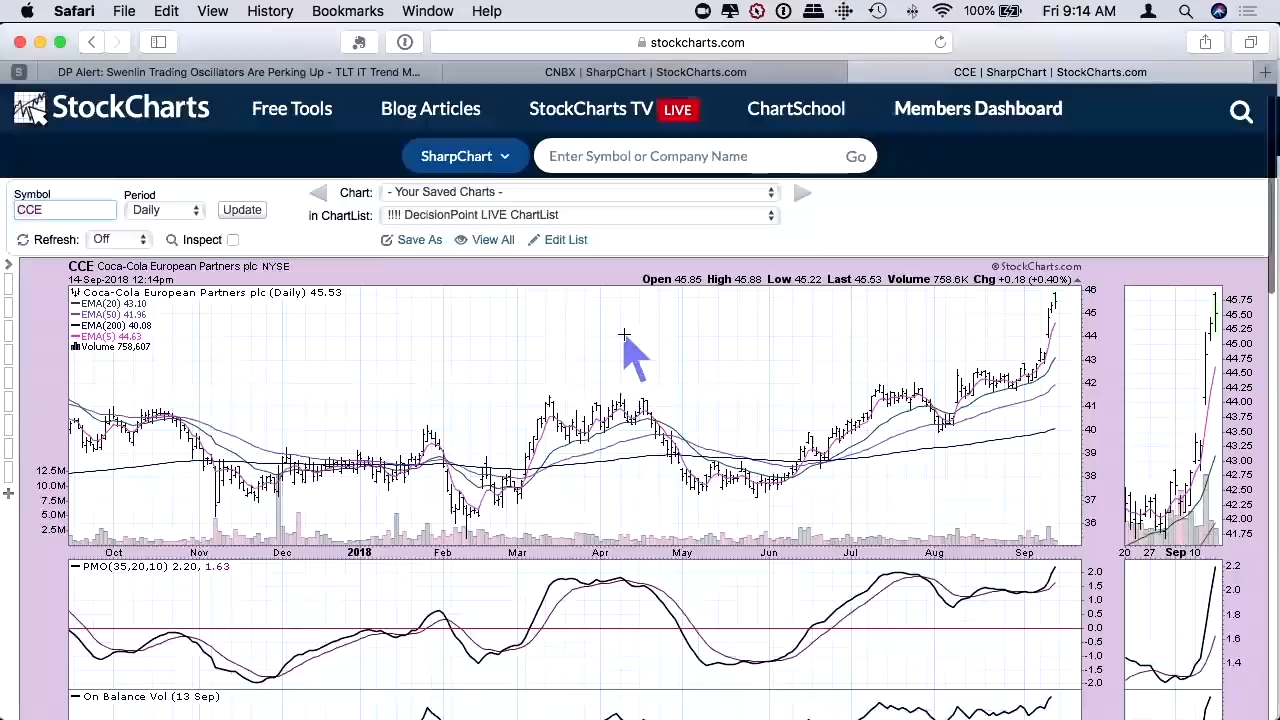 Safari File Edit View History Bookmarks Window Help 100% Fri 9:14 AM
stockcharts.com
S DP Alert: Swenlin Trading Oscillators Are Perking Up - TLT iT Trend M... CNBX | SharpChart | StockCharts.com CCE | SharpChart | StockCharts.com
StockCharts Free Tools Blog Articles StockCharts TV LIVE ChartSchool Members Dashboard
SharpChart Enter Symbol or Company Name Go
Symbol Period Chart: - Your Saved Charts -
CCE Daily Update in ChartList: !!!! DecisionPoint LIVE ChartList
Refresh: Off Inspect Save As View All Edit List
CCE Coca-Cola European Partners plc NYSE © StockCharts.com
14-Sep-2018 12:14pm Open 45.85 High 45.88 Low 45.22 Last 45.53 Volume 758.6K Chg +0.18 (+0.40%)
Coca-Cola European Partners plc (Daily) 45.53
EMA(20) 43.10
EMA(50) 41.96
EMA(200) 40.08
EMA(5) 44.63
Volume 758,607
46
45
44
43
42
41
40
39
38
37
36
12.5M
10.0M
7.5M
5.0M
2.5M
45.75
45.50
45.25
45.00
44.75
44.50
44.25
44.00
43.75
43.50
43.25
43.00
42.75
42.50
42.25
42.00
41.75
Oct Nov Dec 2018 Feb Mar Apr May Jun Jul Aug Sep 20 27 Sep 10
PMO(35,20,10) 2.20, 1.63
2.0
1.5
1.0
0.5
0.0
-0.5
-1.0
-1.5
-2.0
2.2
2.0
1.8
1.6
1.4
On Balance Vol (13 Sep)